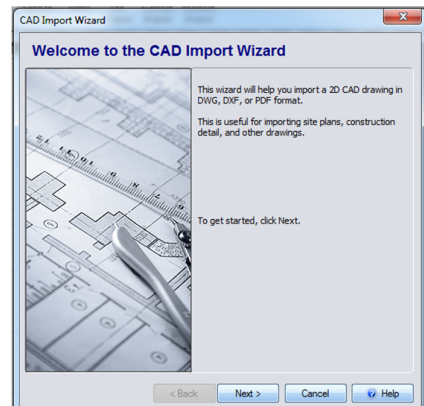 CAD Import Wizard
Welcome to the CAD Import Wizard
This wizard will help you import a 2D CAD drawing in
DWG, DXF, or PDF format.
This is useful for importing site plans, construction
detail, and other drawings.
To get started, click Next.
< Back Next > Cancel Help